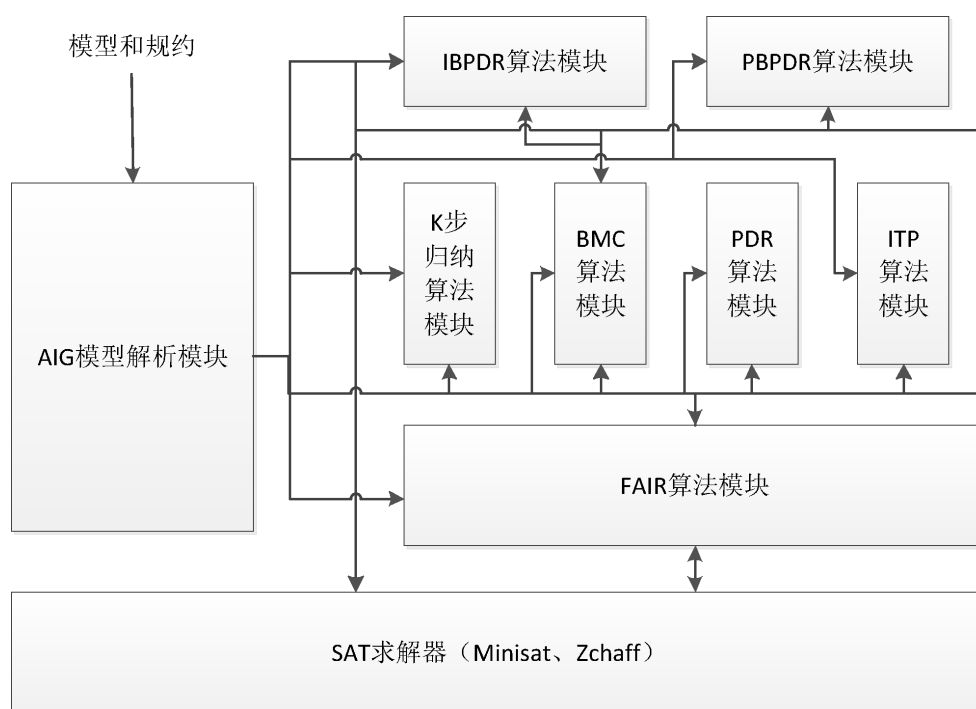 模型和规约
IBPDR算法模块
PBPDR算法模块
AIG模型解析模块
K步
归纳
算法
模块
BMC
算法
模块
PDR
算法
模块
ITP
算法
模块
FAIR算法模块
SAT求解器（Minisat、Zchaff）